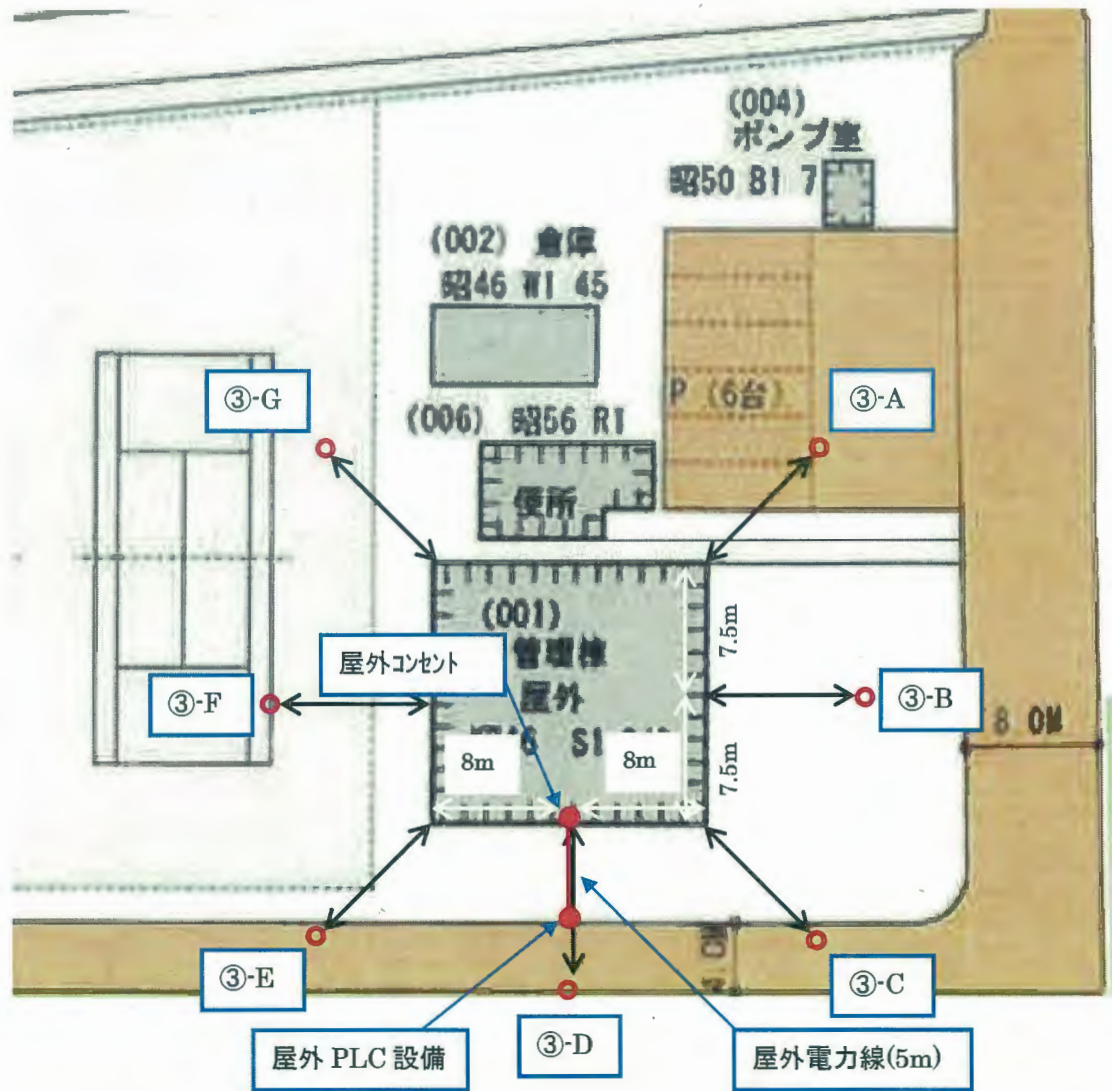 (004)
ポンプ室
昭50 B1 7
(002) 倉庫
昭46 W1 45
③-G
P (6台)
③-A
(006) 昭56 R1
便所
(001)
管理棟
7.5m
屋外コンセント
屋外
③-F
③-B
8 0M
S1
8m
8m
7.5m
③-E
③-C
屋外 PLC 設備
③-D
屋外電力線(5m)